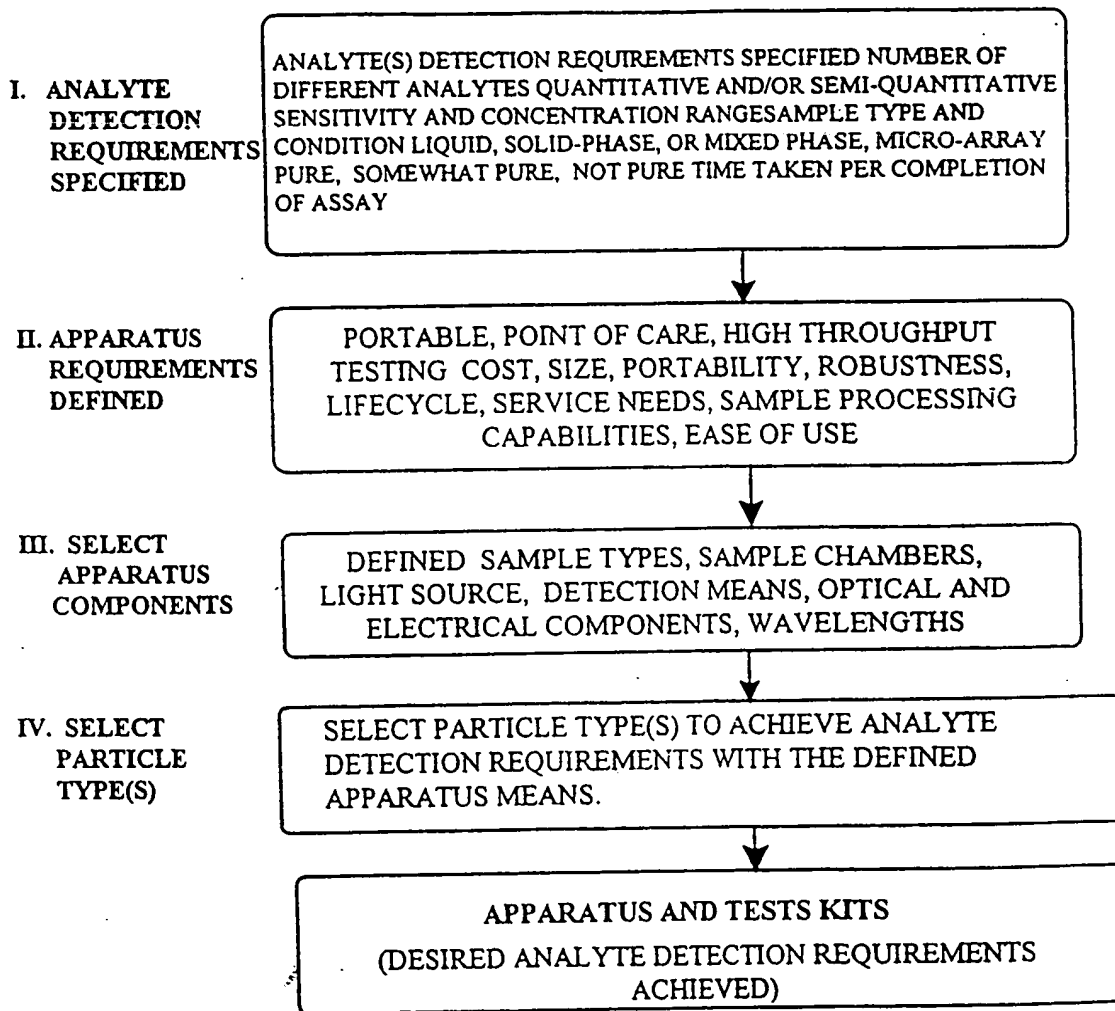 I. ANALYTE
DETECTION
REQUIREMENTS
SPECIFIED
ANALYTE(S) DETECTION REQUIREMENTS SPECIFIED NUMBER OF
DIFFERENT ANALYTES QUANTITATIVE AND/OR SEMI-QUANTITATIVE
SENSITIVITY AND CONCENTRATION RANGESAMPLE TYPE AND
CONDITION LIQUID, SOLID-PHASE, OR MIXED PHASE, MICRO-ARRAY
PURE, SOMEWHAT PURE, NOT PURE TIME TAKEN PER COMPLETION
OF ASSAY
II. APPARATUS
REQUIREMENTS
DEFINED
PORTABLE, POINT OF CARE, HIGH THROUGHPUT
TESTING COST, SIZE, PORTABILITY, ROBUSTNESS,
LIFECYCLE, SERVICE NEEDS, SAMPLE PROCESSING
CAPABILITIES, EASE OF USE
III. SELECT
APPARATUS
COMPONENTS
DEFINED SAMPLE TYPES, SAMPLE CHAMBERS,
LIGHT SOURCE, DETECTION MEANS, OPTICAL AND
ELECTRICAL COMPONENTS, WAVELENGTHS
IV. SELECT
PARTICLE
TYPE(S)
SELECT PARTICLE TYPE(S) TO ACHIEVE ANALYTE
DETECTION REQUIREMENTS WITH THE DEFINED
APPARATUS MEANS.
APPARATUS AND TESTS KITS
(DESIRED ANALYTE DETECTION REQUIREMENTS
ACHIEVED)